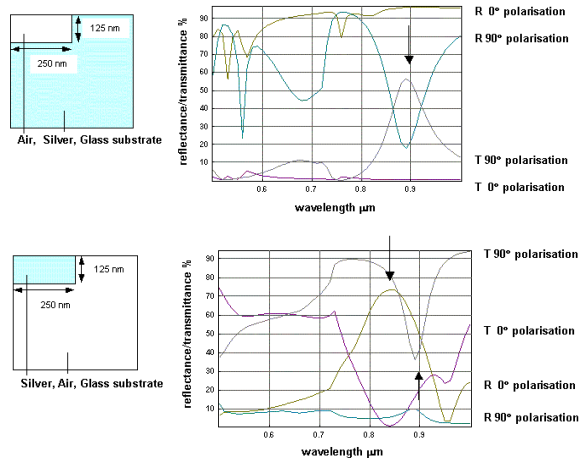 125 nm
250 nm
Air, Silver, Glass substrate
reflectance/transmittance %
90
80
70
60
50
40
30
20
10
0.6
0.7
0.8
0.9
wavelength µm
R 0° polarisation
R 90° polarisation
T 90° polarisation
T 0° polarisation
125 nm
250 nm
Silver, Air, Glass substrate
reflectance/transmittance %
90
80
70
60
50
40
30
20
10
0.6
0.7
0.8
0.9
wavelength µm
T 90° polarisation
T 0° polarisation
R 0° polarisation
R 90° polarisation